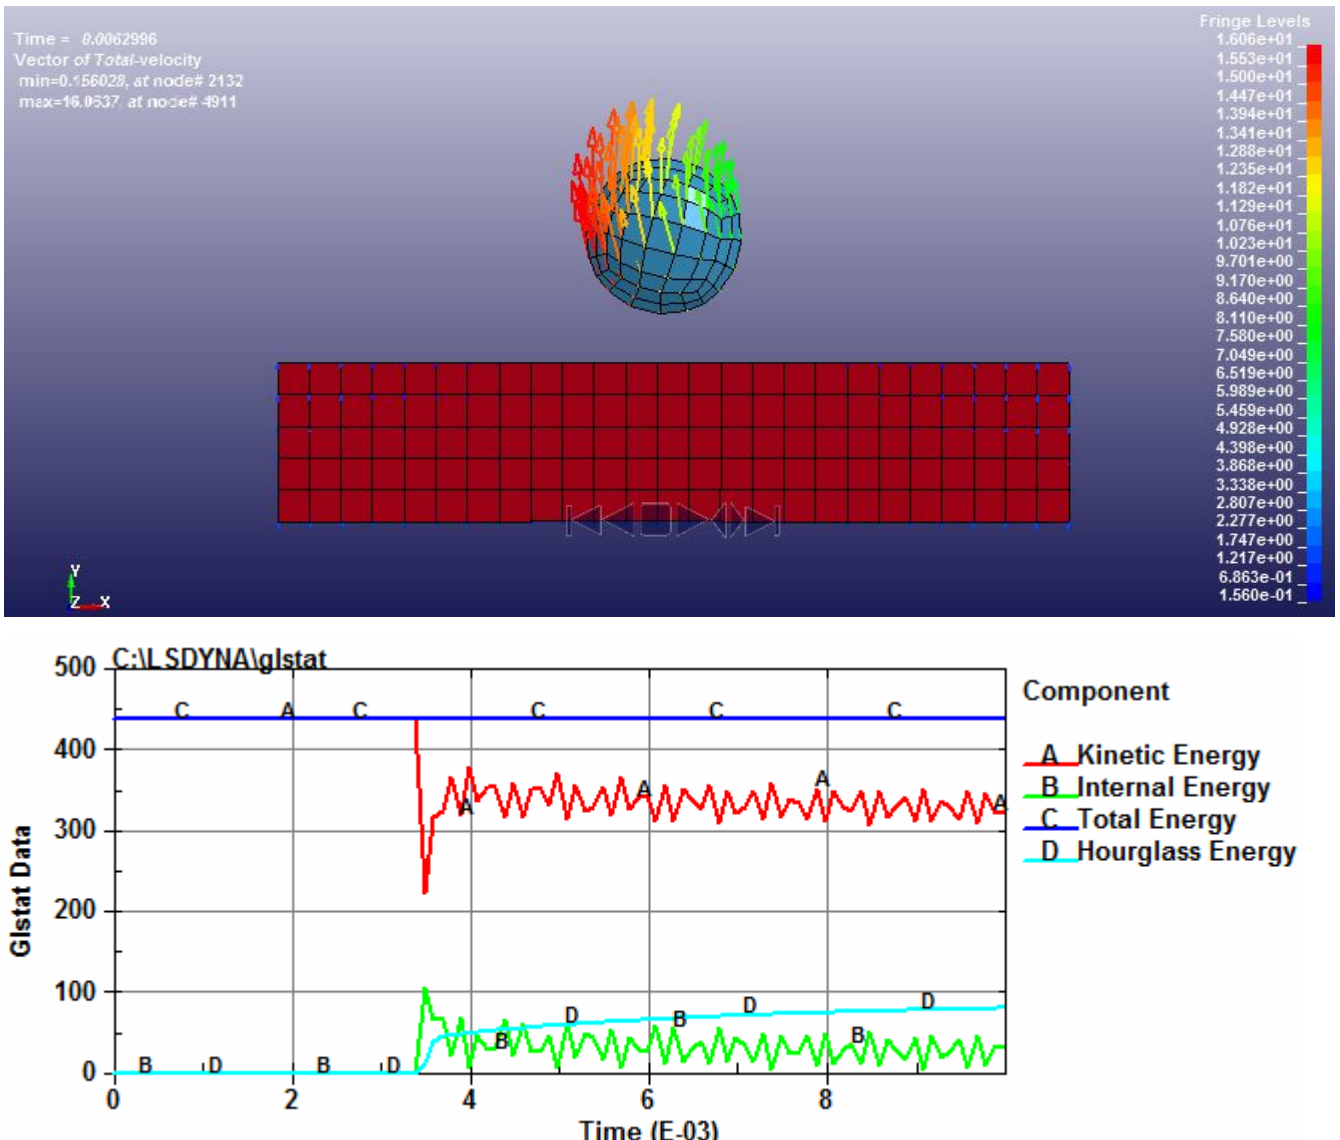 Time = 0.0062996
Vector of Total-velocity
min=0.156028, at node# 2132
max=16.0637, at node# 4911
Fringe Levels
1.606e+01
1.553e+01
1.500e+01
1.447e+01
1.394e+01
1.341e+01
1.288e+01
1.235e+01
1.182e+01
1.129e+01
1.076e+01
1.023e+01
9.701e+00
9.170e+00
8.640e+00
8.110e+00
7.580e+00
7.049e+00
6.519e+00
5.989e+00
5.459e+00
4.928e+00
4.398e+00
3.868e+00
3.338e+00
2.807e+00
2.277e+00
1.747e+00
1.217e+00
6.863e-01
1.560e-01
Y
Z X
C:\LSDYNA\glstat
500
400
300
200
100
0
Glstat Data
C A C C C C
A A A A
B D B D B D B D B D
0 2 4 6 8
Time (E-03)
Component
A Kinetic Energy
B Internal Energy
C Total Energy
D Hourglass Energy